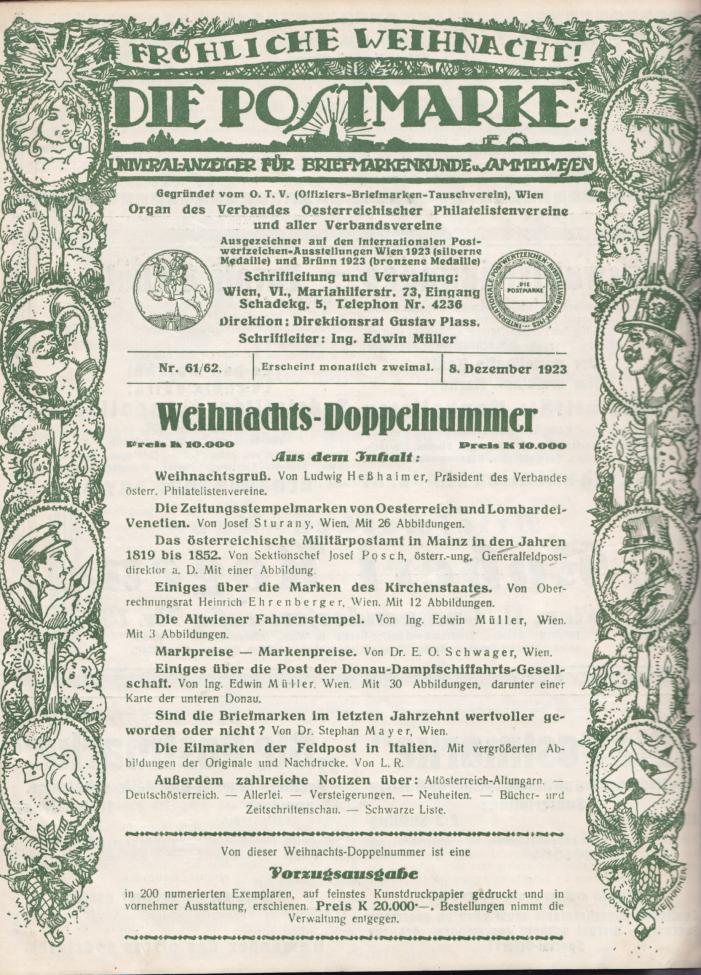 FRÖHLICHE WEIHNACHT!
DIE POSTMARKE.
UNIVERSAL-ANZEIGER FÜR BRIEFMARKENKUNDE u. SAMMELWESEN
Gegründet vom O. T. V. (Offiziers-Briefmarken-Tauschverein), Wien
Organ des Verbandes Oesterreichischer Philatelistenvereine
und aller Verbandsvereine
Ausgezeichnet auf den Internationalen Post-
wertzeichen-Ausstellungen Wien 1923 (silberne
Medaille) und Brünn 1923 (bronzene Medaille)
Schriftleitung und Verwaltung:
Wien, VI., Mariahilferstr. 73, Eingang
Schadekg. 5, Telephon Nr. 4236
Direktion: Direktionsrat Gustav Plass.
Schriftleiter: Ing. Edwin Müller
INTERNATIONALE POSTWERTZEICHEN-AUSSTELLUNG WIEN 1923
„DIE
POSTMARKE“
Nr. 61/62.
Erscheint monatlich zweimal.
8. Dezember 1923
Weihnachts-Doppelnummer
Preis K 10.000
Preis K 10.000
Aus dem Inhalt:
Weihnachtsgruß. Von Ludwig Heßhaimer, Präsident des Verbandes
österr. Philatelistenvereine.
Die Zeitungsstempelmarken von Oesterreich und Lombardei-
Venetien. Von Josef Sturany, Wien. Mit 26 Abbildungen.
Das österreichische Militärpostamt in Mainz in den Jahren
1819 bis 1852. Von Sektionschef Josef Posch, österr.-ung. Generalfeldpost-
direktor a. D. Mit einer Abbildung.
Einiges über die Marken des Kirchenstaates. Von Ober-
rechnungsrat Heinrich Ehrenberger, Wien. Mit 12 Abbildungen.
Die Altwiener Fahnenstempel. Von Ing. Edwin Müller, Wien.
Mit 3 Abbildungen.
Markpreise — Markenpreise. Von Dr. E. O. Schwager, Wien.
Einiges über die Post der Donau-Dampfschiffahrts-Gesell-
schaft. Von Ing. Edwin Müller. Wien. Mit 30 Abbildungen, darunter einer
Karte der unteren Donau.
Sind die Briefmarken im letzten Jahrzehnt wertvoller ge-
worden oder nicht? Von Dr. Stephan Mayer, Wien.
Die Eilmarken der Feldpost in Italien. Mit vergrößerten Ab-
bildungen der Originale und Nachdrucke. Von L. R.
Außerdem zahlreiche Notizen über: Altösterreich-Altungarn. —
Deutschösterreich. — Allerlei. — Versteigerungen. — Neuheiten. — Bücher- und
Zeitschriftenschau. — Schwarze Liste.
Von dieser Weihnachts-Doppelnummer ist eine
Vorzugsausgabe
in 200 numerierten Exemplaren, auf feinstes Kunstdruckpapier gedruckt und in
vornehmer Ausstattung, erschienen. Preis K 20.000·—. Bestellungen nimmt die
Verwaltung entgegen.
WIEN 1923.
LUDWIG HESSHAIMER